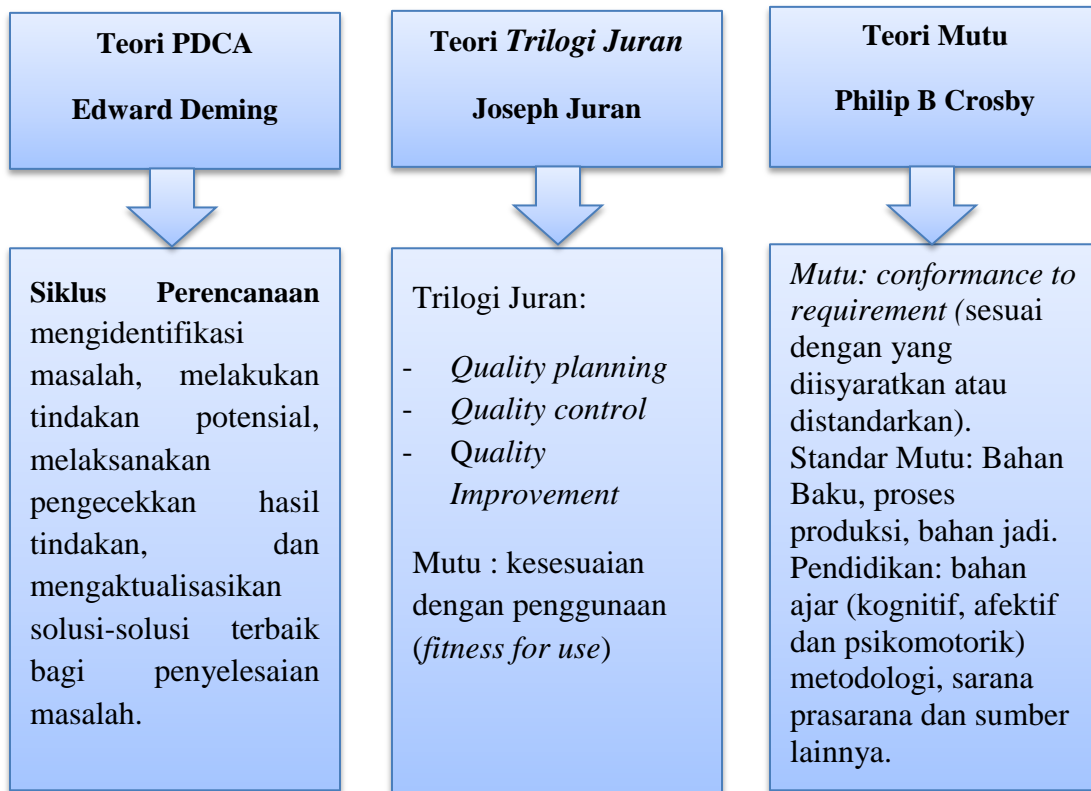 Teori PDCA
Edward Deming
Siklus Perencanaan
mengidentifikasi
masalah, melakukan
tindakan potensial,
melaksanakan
pengecekkan hasil
tindakan, dan
mengaktualisasikan
solusi-solusi terbaik
bagi penyelesaian
masalah.
Teori Trilogi Juran
Joseph Juran
Trilogi Juran:
- Quality planning
- Quality control
- Quality
Improvement
Mutu : kesesuaian
dengan penggunaan
(fitness for use)
Teori Mutu
Philip B Crosby
Mutu: conformance to
requirement (sesuai
dengan yang
diisyaratkan atau
distandarkan).
Standar Mutu: Bahan
Baku, proses
produksi, bahan jadi.
Pendidikan: bahan
ajar (kognitif, afektif
dan psikomotorik)
metodologi, sarana
prasarana dan sumber
lainnya.